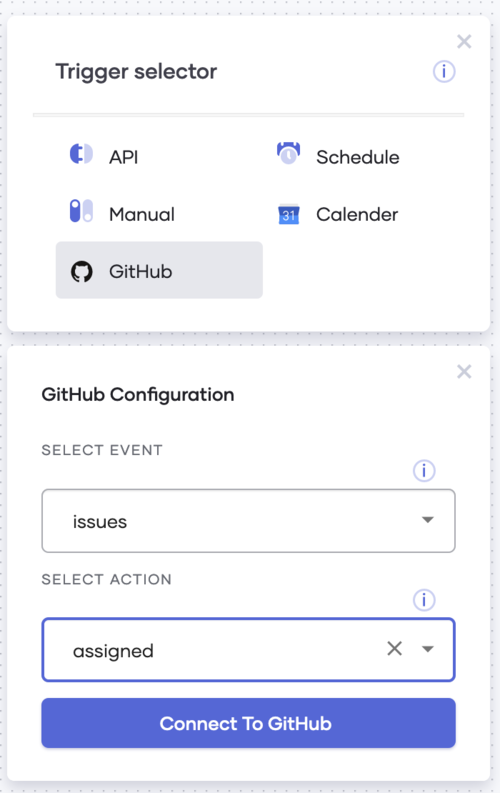 Trigger selector
API
Schedule
Manual
31
Calender
GitHub
GitHub Configuration
SELECT EVENT
issues
SELECT ACTION
assigned
Connect To GitHub